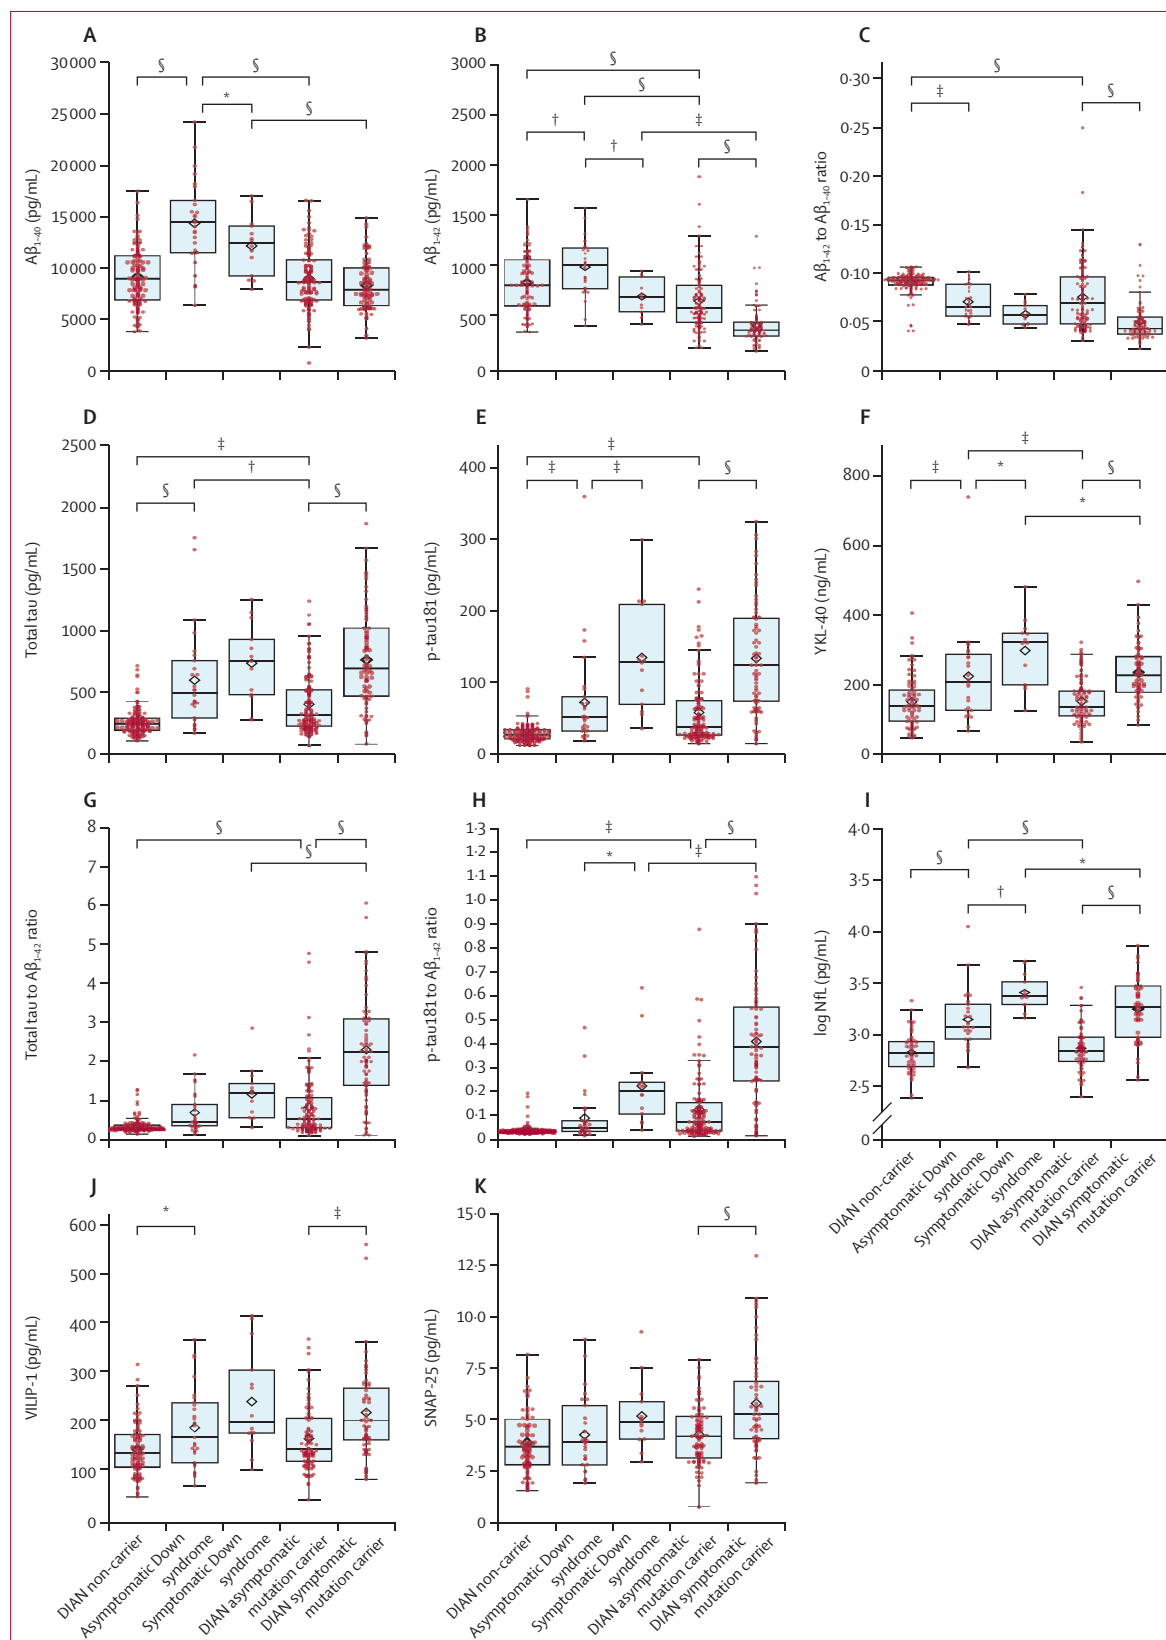 A
Aβ1–40 (pg/mL)
30 000
25 000
20 000
15 000
10 000
5000
0
§
§
*
§
B
Aβ1–42 (pg/mL)
3000
2500
2000
1500
1000
500
0
§
§
†
‡
†
§
C
Aβ1–42 to Aβ1–40 ratio
0·30
0·25
0·20
0·15
0·10
0·05
0
§
‡
§
D
Total tau (pg/mL)
2500
2000
1500
1000
500
0
‡
†
§
§
E
p-tau181 (pg/mL)
400
300
200
100
0
‡
‡
‡
§
F
YKL-40 (ng/mL)
800
600
400
200
0
‡
‡
*
§
*
G
Total tau to Aβ1–42 ratio
8
7
6
5
4
3
2
1
0
§
§
§
H
p-tau181 to Aβ1–42 ratio
1·3
1·2
1·1
1·0
0·9
0·8
0·7
0·6
0·5
0·4
0·3
0·2
0·1
0
‡
§
*
‡
I
log NfL (pg/mL)
4·0
3·5
4·0
3·5
3·0
2·5
0
§
§
*
†
§
DIAN non-carrier
Asymptomatic Down
syndrome
Symptomatic Down
syndrome
DIAN asymptomatic
mutation carrier
DIAN symptomatic
mutation carrier
J
VILIP-1 (pg/mL)
600
500
400
300
200
100
0
*
‡
DIAN non-carrier
Asymptomatic Down
syndrome
Symptomatic Down
syndrome
DIAN asymptomatic
mutation carrier
DIAN symptomatic
mutation carrier
K
SNAP-25 (pg/mL)
15·0
12·5
10·0
7·5
5·0
2·5
0
§
DIAN non-carrier
Asymptomatic Down
syndrome
Symptomatic Down
syndrome
DIAN asymptomatic
mutation carrier
DIAN symptomatic
mutation carrier